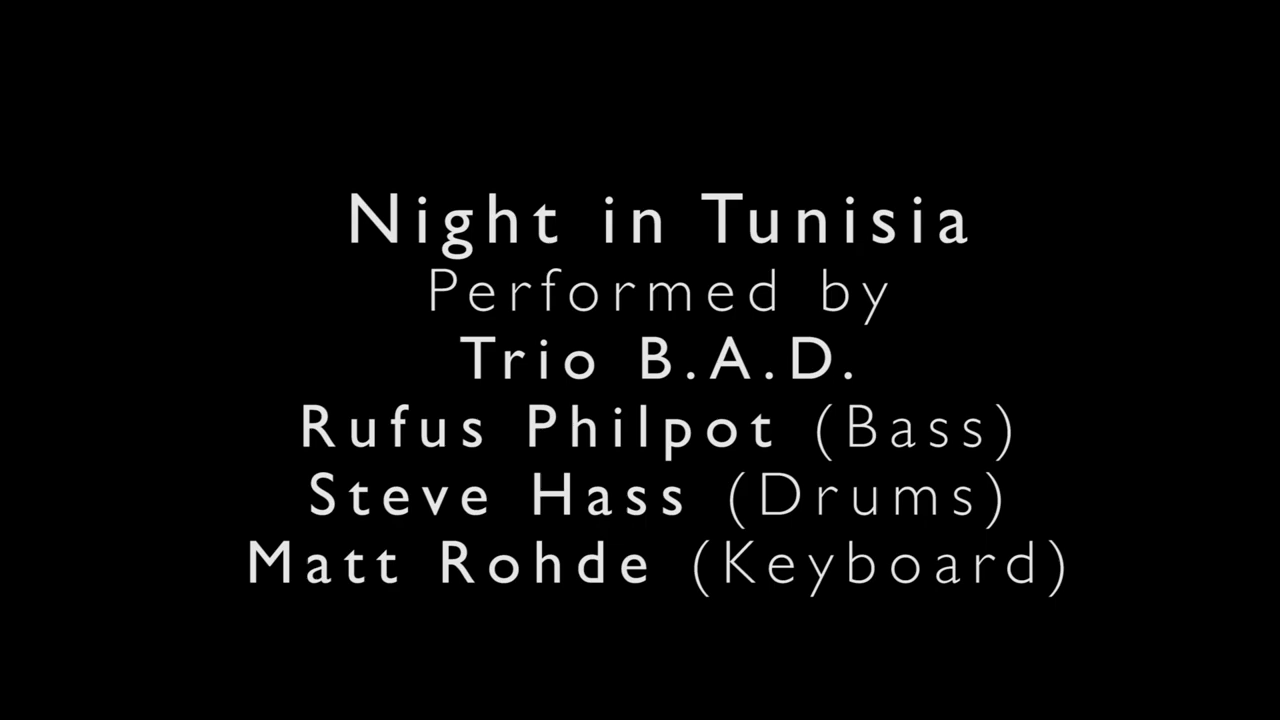 Night in Tunisia
Performed by
Trio B.A.D.
Rufus Philpot (Bass)
Steve Hass (Drums)
Matt Rohde (Keyboard)